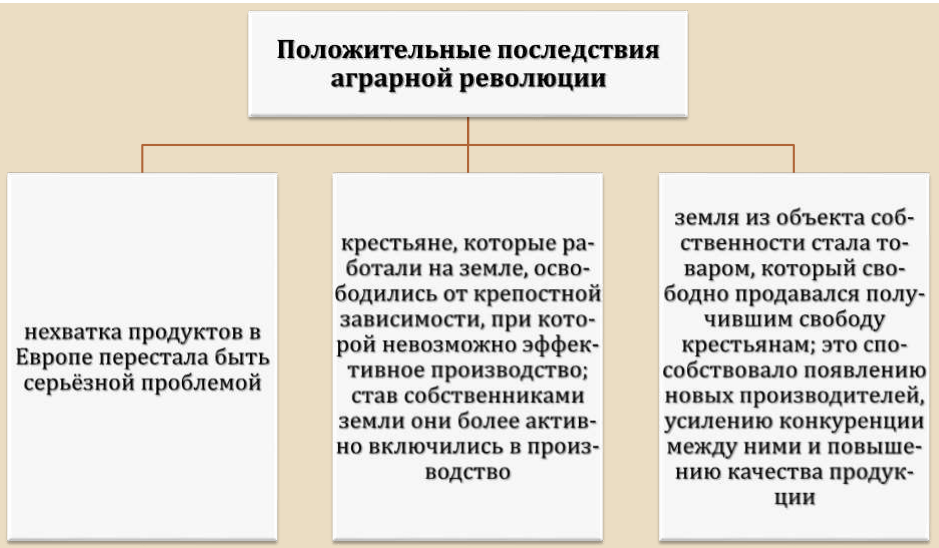 Положительные последствия
аграрной революции
нехватка продуктов в
Европе перестала быть
серьёзной проблемой
крестьяне, которые ра-
ботали на земле, осво-
бодились от крепостной
зависимости, при кото-
рой невозможно эффек-
тивное производство;
став собственниками
земли они более актив-
но включились в произ-
водство
земля из объекта соб-
ственности стала то-
варом, который сво-
бодно продавался полу-
чившим свободу
крестьянам; это спо-
собствовало появлению
новых производителей,
усилению конкуренции
между ними и повыше-
нию качества продук-
ции